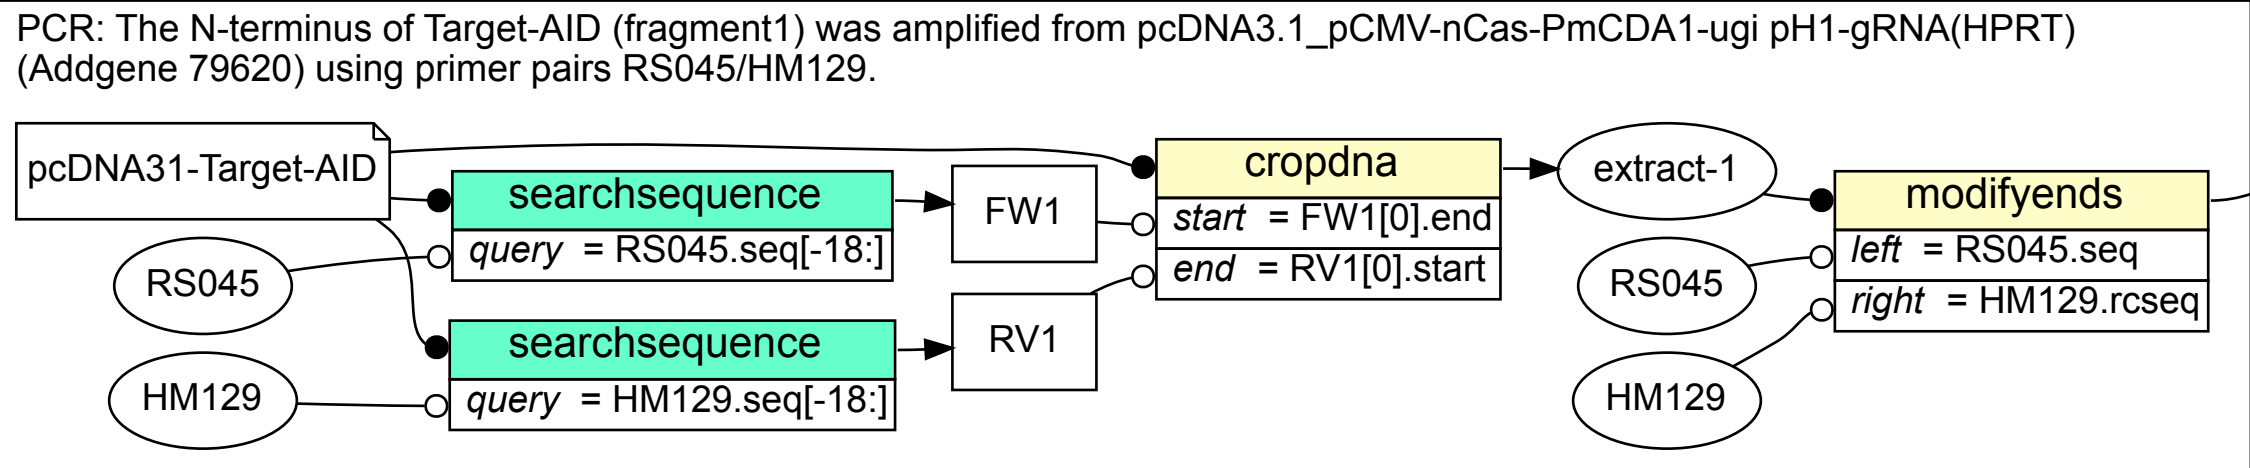 PCR: The N-terminus of Target-AID (fragment1) was amplified from pcDNA3.1_pCMV-nCas-PmCDA1-ugi pH1-gRNA(HPRT)
(Addgene 79620) using primer pairs RS045/HM129.
pcDNA31-Target-AID
RS045
HM129
searchsequence
query = RS045.seq[-18:]
searchsequence
query = HM129.seq[-18:]
FW1
RV1
cropdna
start = FW1[0].end
end = RV1[0].start
extract-1
RS045
HM129
modifyends
left = RS045.seq
right = HM129.rcseq